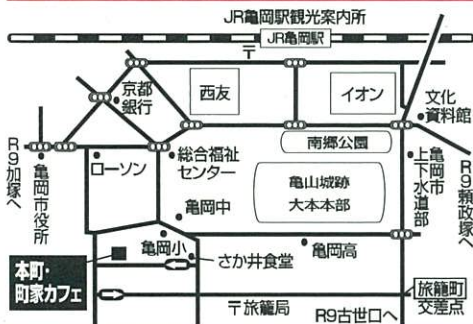 JR亀岡駅観光案内所
JR亀岡駅
〒
京都
銀行
西友
イオン
文化
資料館
南郷公園
R9加塚へ
亀岡市役所
ローソン
総合福祉
センター
亀山城跡
大本本部
亀岡市
上下水道部
R9頼政塚へ
亀岡中
亀岡小
さか井食堂
亀岡高
本町・
町家カフェ
〒旅籠局
R9古世口へ
旅籠町
交差点